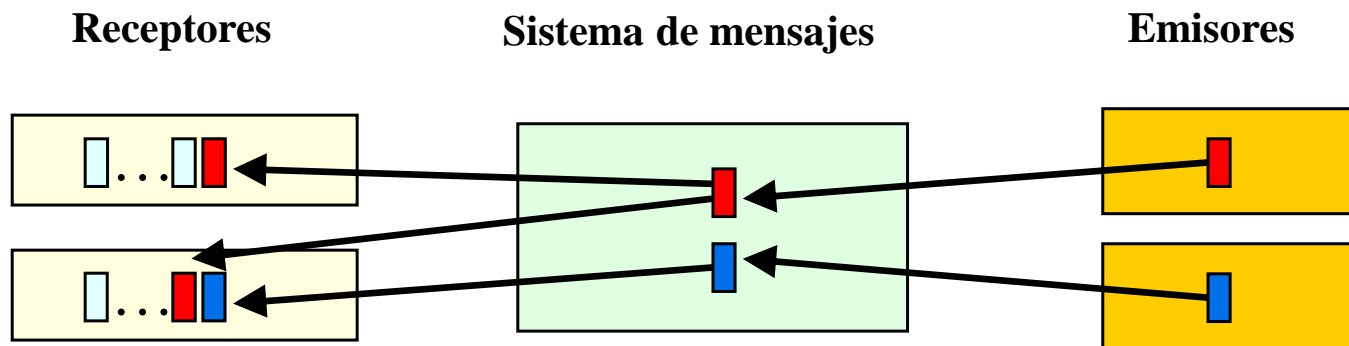 Receptores
Sistema de mensajes
Emisores
...
...